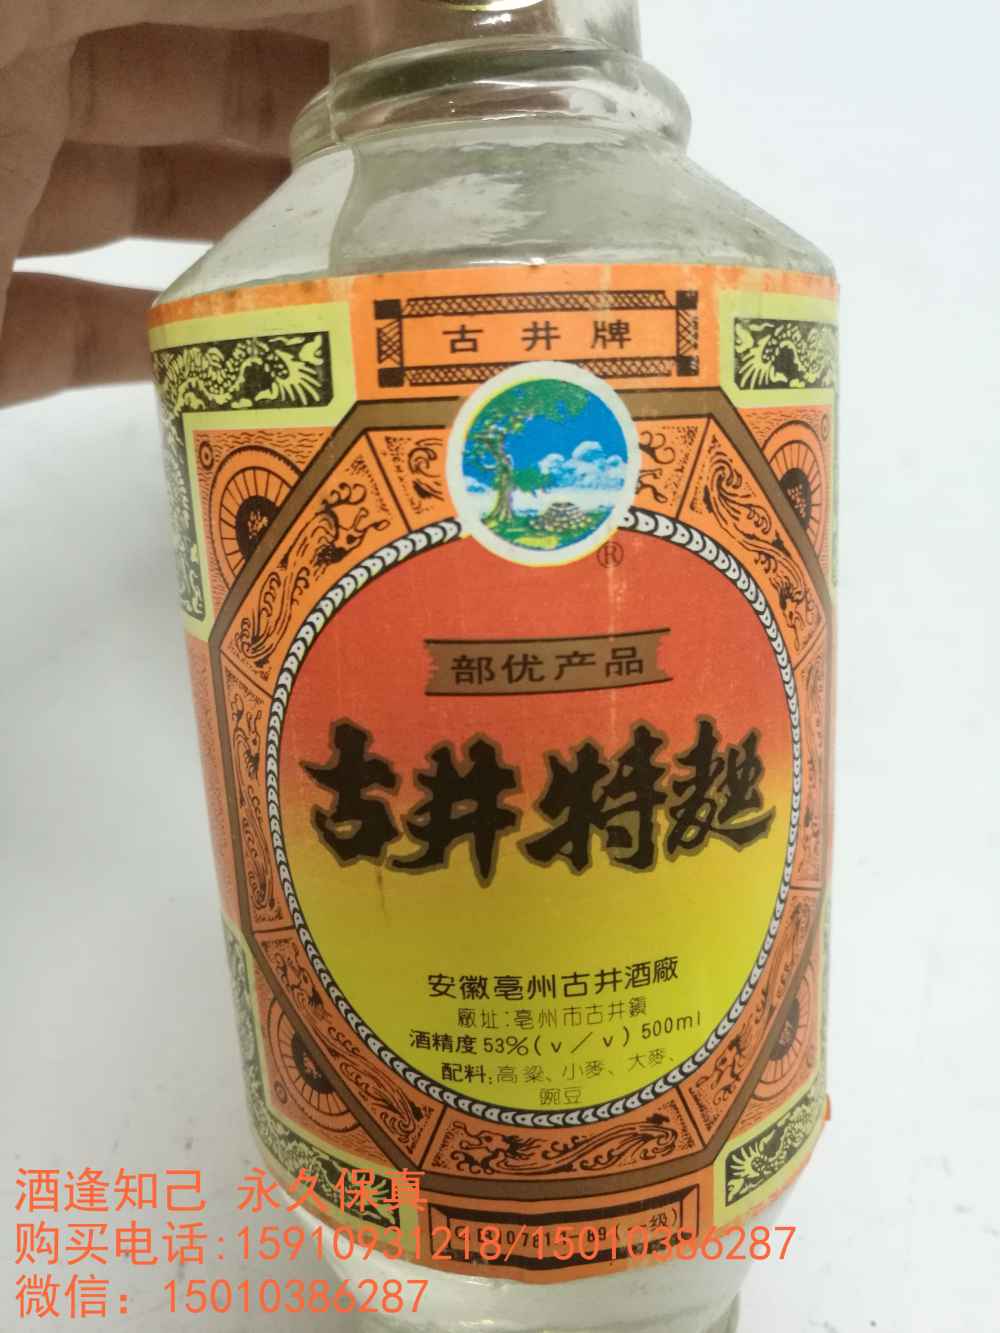 古井牌
®
部优产品
古井特麯
安徽亳州古井酒廠
廠址:亳州市古井鎮
酒精度53%(v/v)500ml
配料:高粱、小麥、大麥、
豌豆
酒逢知己 永久保真
购买电话:15910931218/15010386287
微信：15010386287